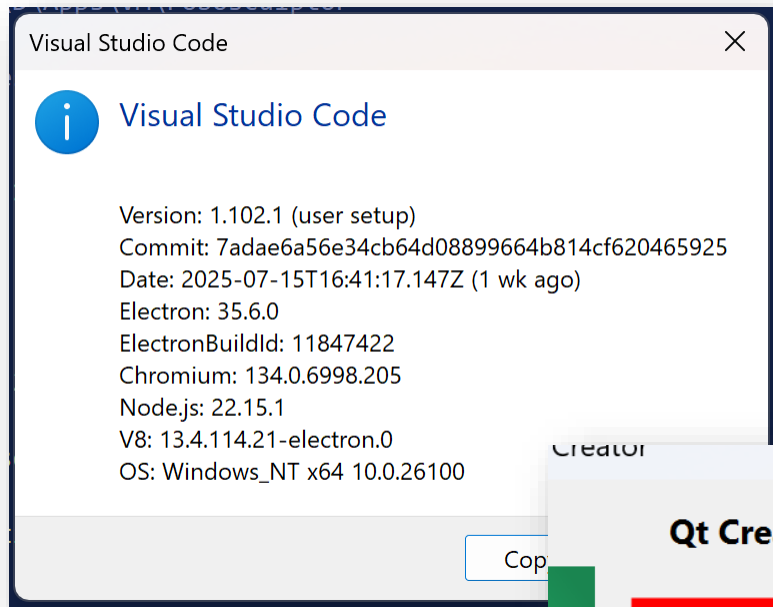 Visual Studio Code
Visual Studio Code
Version: 1.102.1 (user setup)
Commit: 7adae6a56e34cb64d08899664b814cf620465925
Date: 2025-07-15T16:41:17.147Z (1 wk ago)
Electron: 35.6.0
ElectronBuildId: 11847422
Chromium: 134.0.6998.205
Node.js: 22.15.1
V8: 13.4.114.21-electron.0
OS: Windows_NT x64 10.0.26100
Creator
Qt Cre
Cop